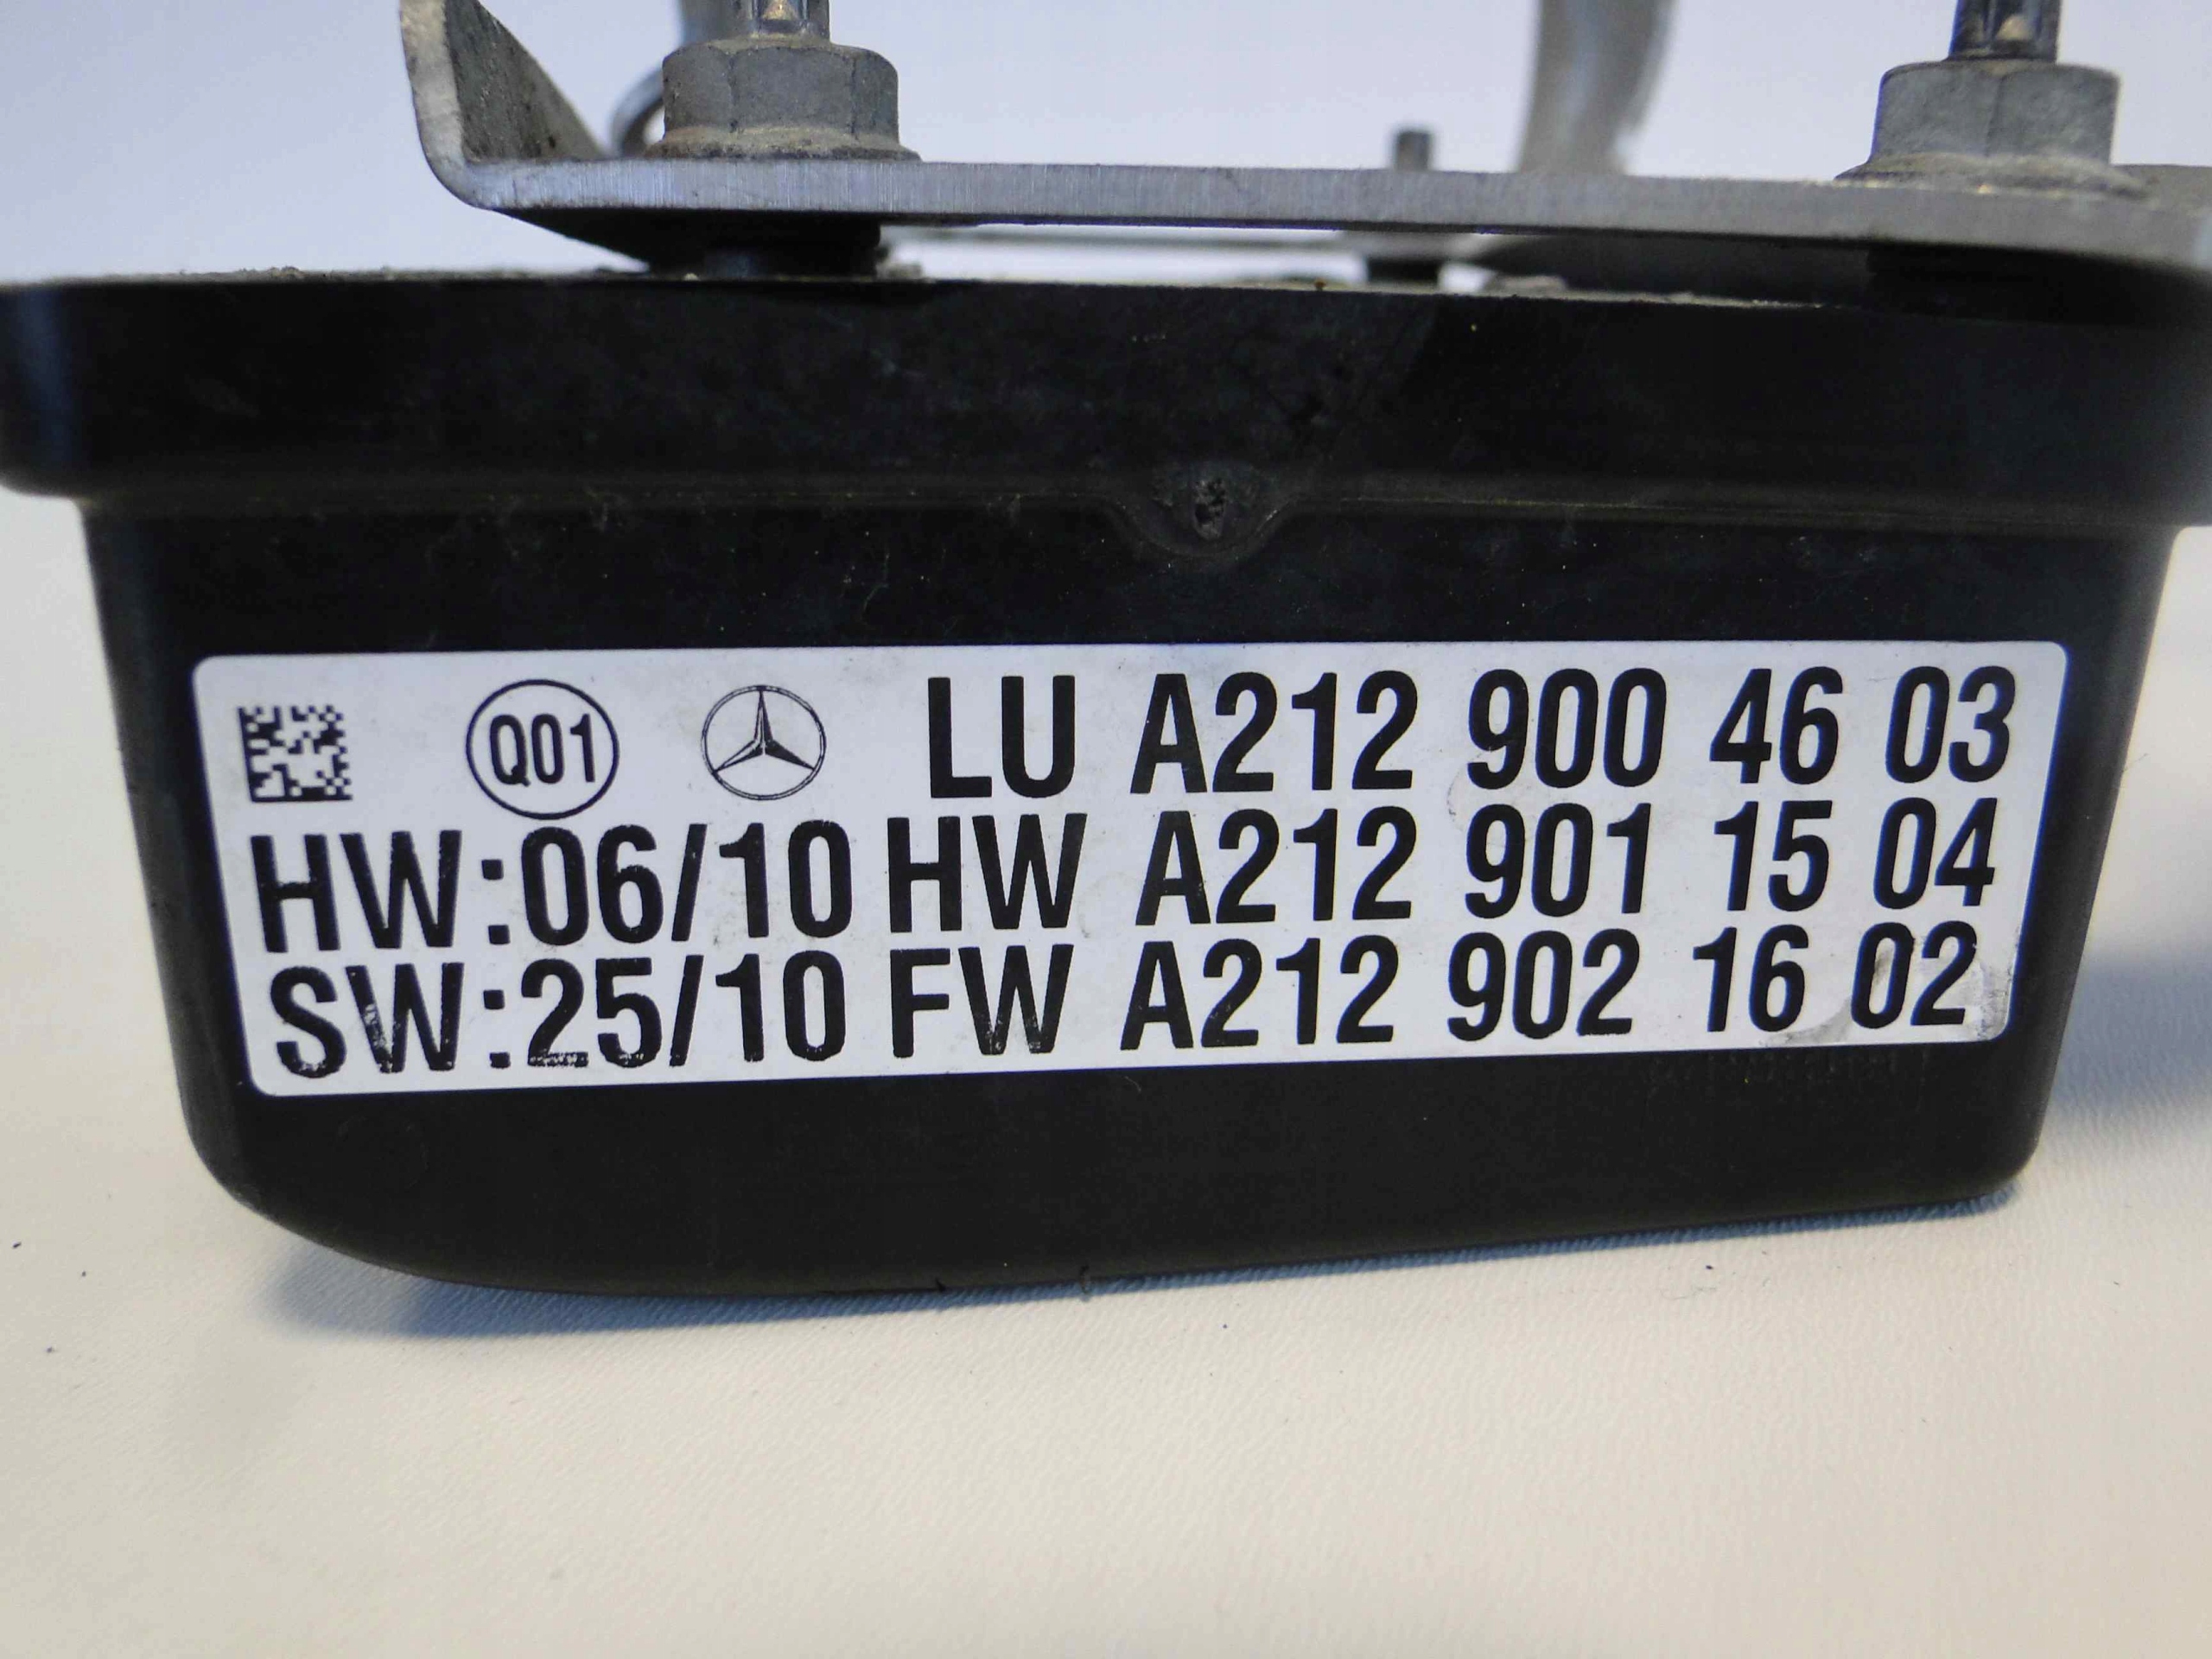 Q01 LU A212 900 46 03
HW:06/10 HW A212 901 15 04
SW:25/10 FW A212 902 16 02